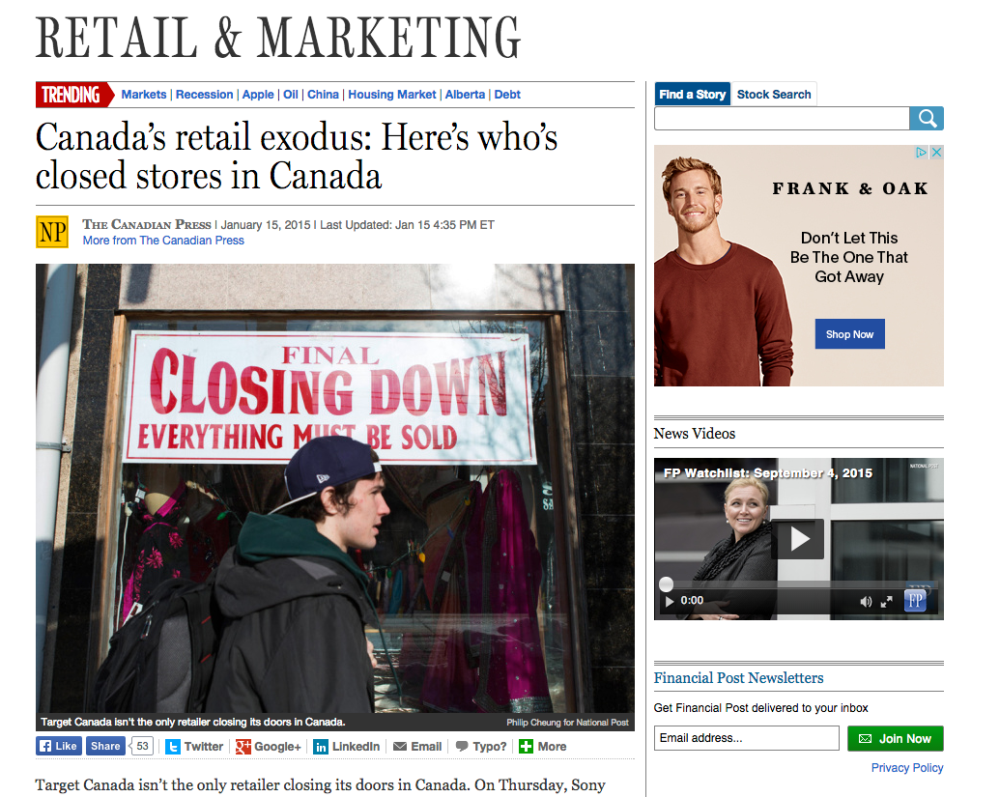 RETAIL & MARKETING
TRENDING Markets | Recession | Apple | Oil | China | Housing Market | Alberta | Debt
Canada's retail exodus: Here's who's
closed stores in Canada
NP
THE CANADIAN PRESS | January 15, 2015 | Last Updated: Jan 15 4:35 PM ET
More from The Canadian Press
FINAL
CLOSING DOWN
EVERYTHING MUST BE SOLD
Target Canada isn't the only retailer closing its doors in Canada. Philip Cheung for National Post
Like Share 53 Twitter Google+ LinkedIn Email Typo? More
Target Canada isn't the only retailer closing its doors in Canada. On Thursday, Sony
Find a Story Stock Search
FRANK & OAK
Don't Let This
Be The One That
Got Away
Shop Now
News Videos
FP Watchlist: September 4, 2015
NATIONAL POST
0:00
FP
Financial Post Newsletters
Get Financial Post delivered to your inbox
Email address...
Join Now
Privacy Policy